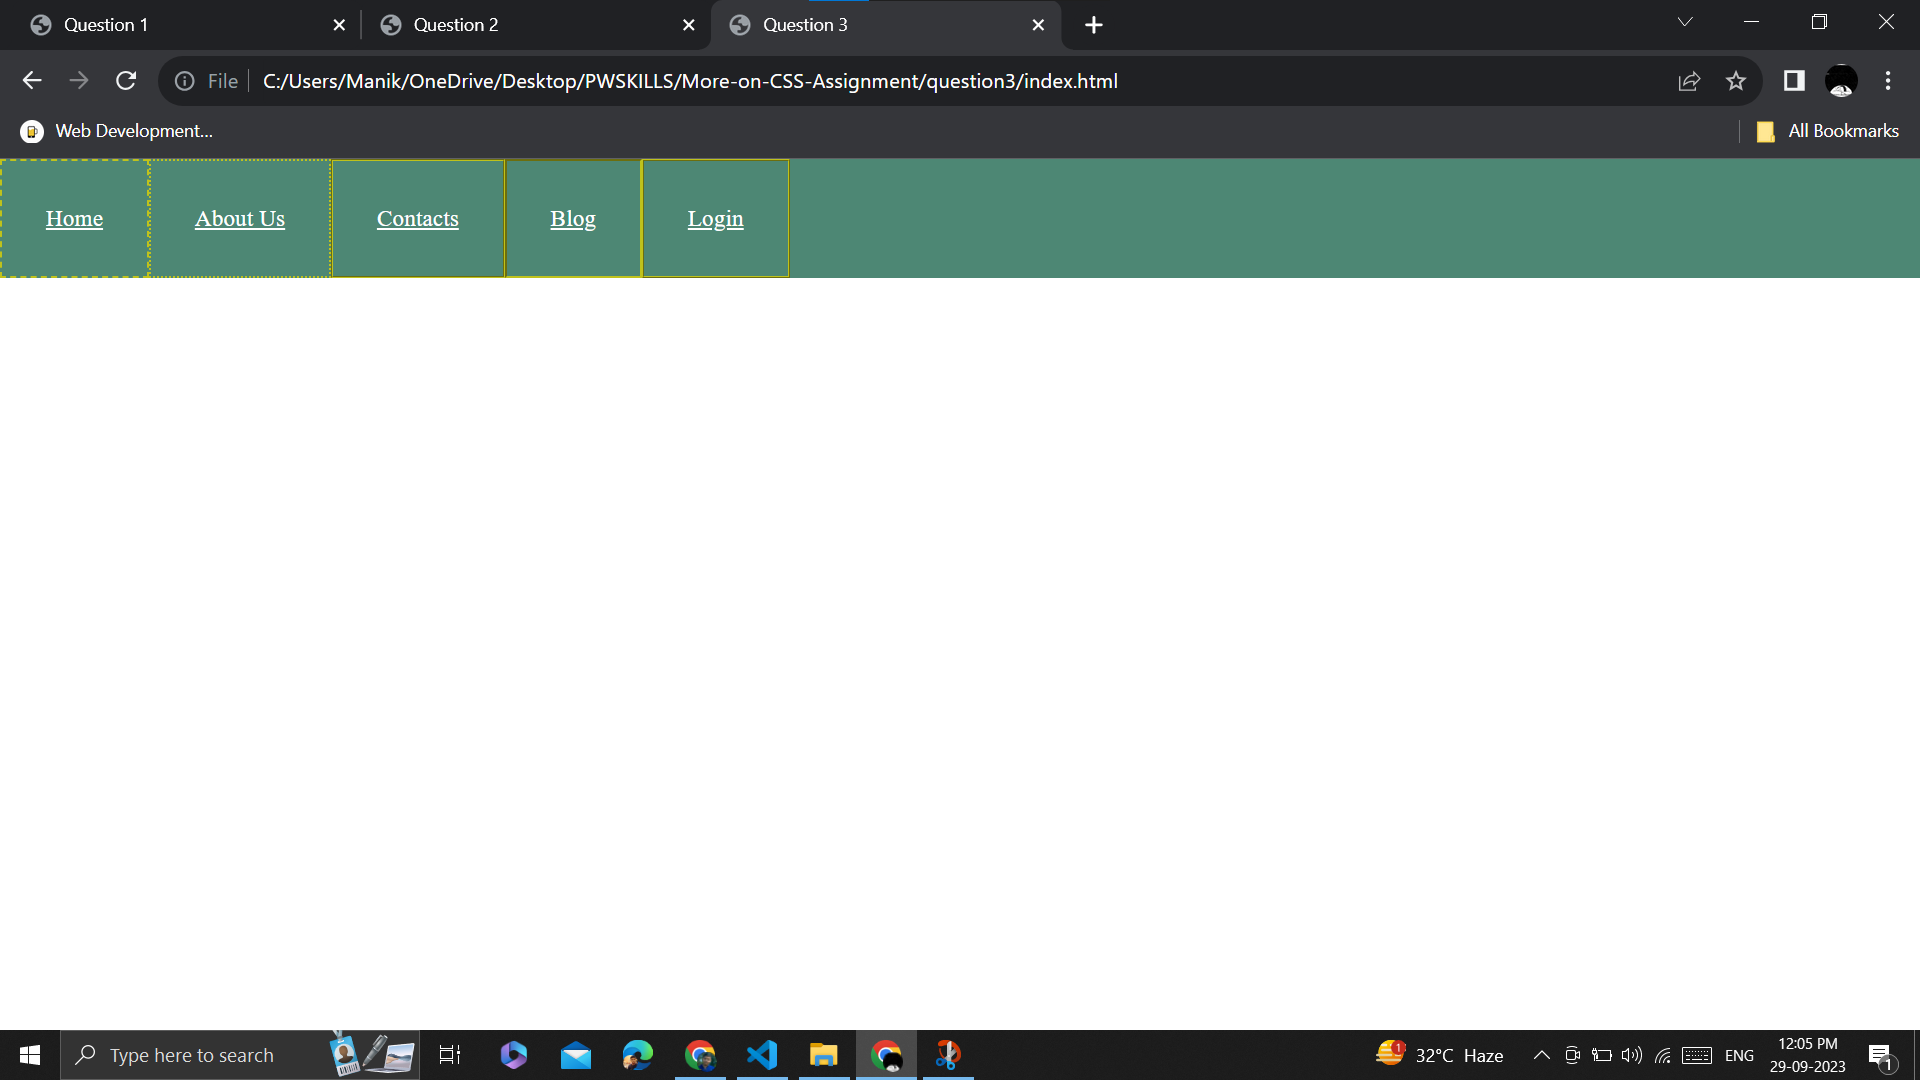 Question 1
Question 2
Question 3
File
C:/Users/Manik/OneDrive/Desktop/PWSKILLS/More-on-CSS-Assignment/question3/index.html
Web Development...
All Bookmarks
Home
About Us
Contacts
Blog
Login
Type here to search
1
32°C Haze
ENG
12:05 PM
29-09-2023
1